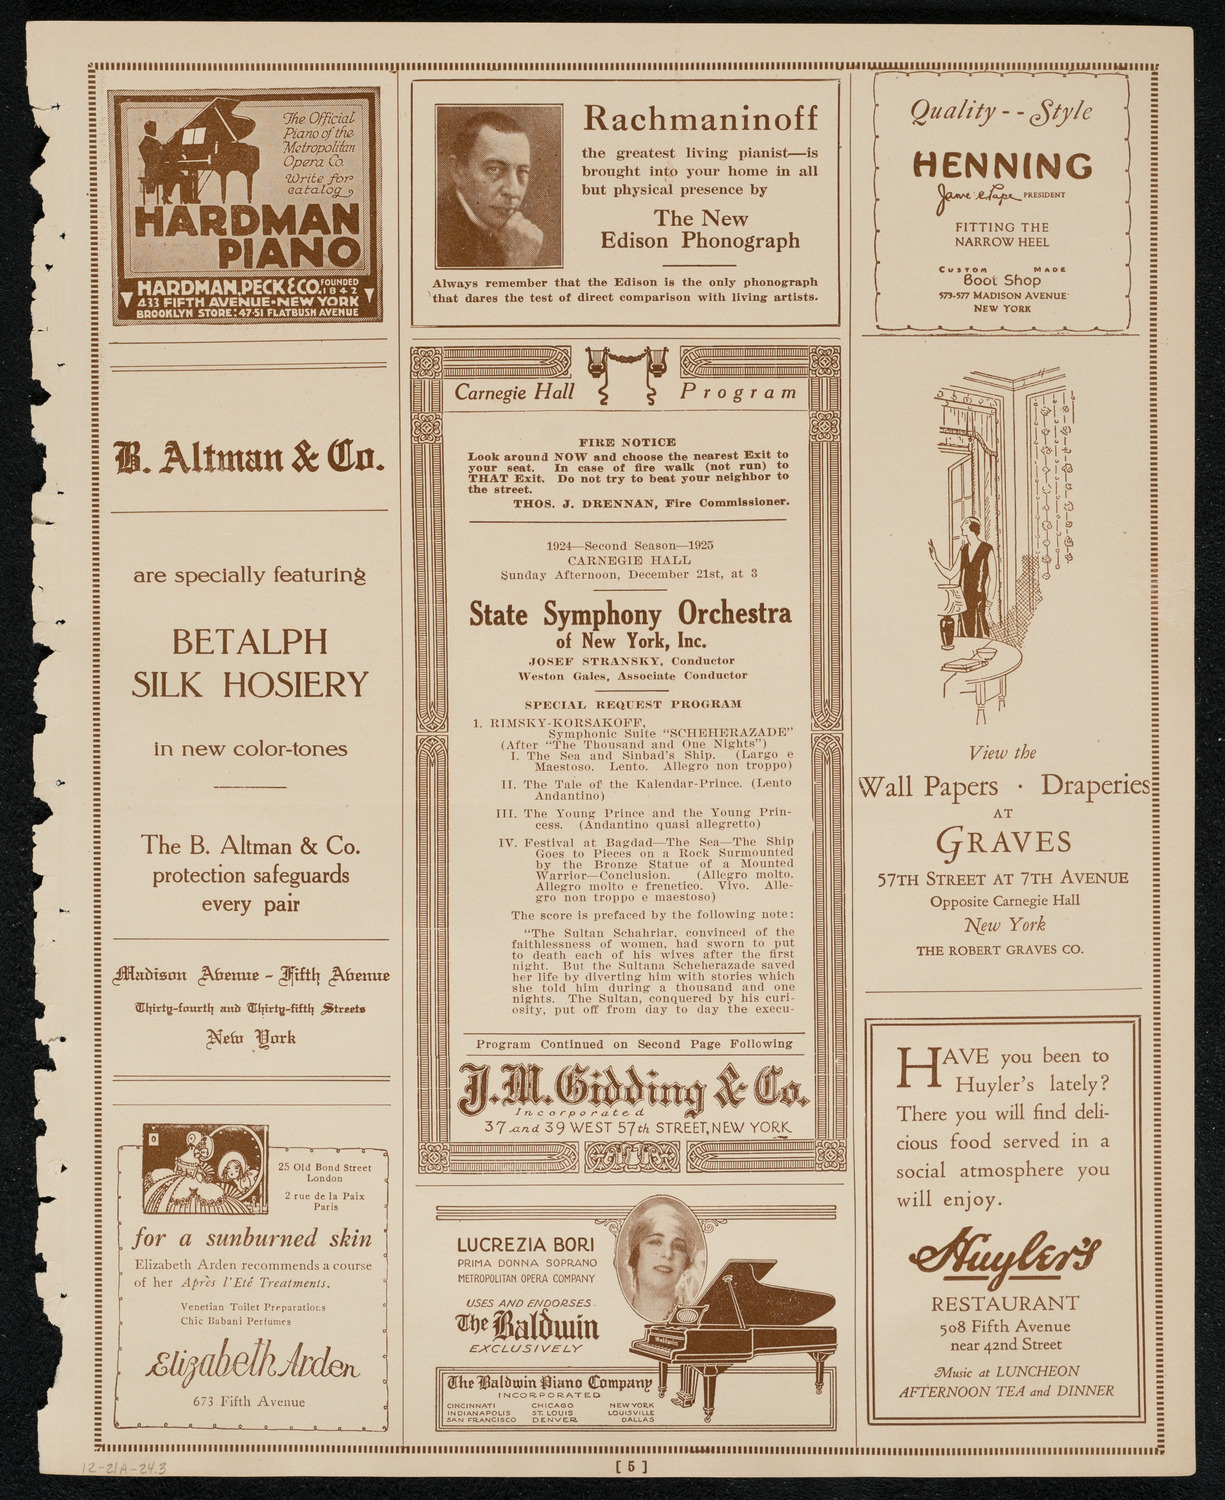 The Official
Piano of the
Metropolitan
Opera Co.
Write for
catalog
HARDMAN
PIANO
HARDMAN, PECK & CO. FOUNDED 1842
433 FIFTH AVENUE-NEW YORK
BROOKLYN STORE: 47-51 FLATBUSH AVENUE
B. Altman & Co.
are specially featuring
BETALPH
SILK HOSIERY
in new color-tones
The B. Altman & Co.
protection safeguards
every pair
Madison Avenue - Fifth Avenue
Thirty-fourth and Thirty-fifth Streets
New York
25 Old Bond Street
London
2 rue de la Paix
Paris
for a sunburned skin
Elizabeth Arden recommends a course
of her Après l'Eté Treatments.
Venetian Toilet Preparations
Chic Babani Perfumes
Elizabeth Arden
673 Fifth Avenue
Rachmaninoff
the greatest living pianist—is
brought into your home in all
but physical presence by
The New
Edison Phonograph
Always remember that the Edison is the only phonograph
that dares the test of direct comparison with living artists.
Carnegie Hall Program
FIRE NOTICE
Look around NOW and choose the nearest Exit to
your seat. In case of fire walk (not run) to
THAT Exit. Do not try to beat your neighbor to
the street.
THOS. J. DRENNAN, Fire Commissioner.
1924—Second Season—1925
CARNEGIE HALL
Sunday Afternoon, December 21st, at 3
State Symphony Orchestra
of New York, Inc.
JOSEF STRANSKY, Conductor
Weston Gales, Associate Conductor
SPECIAL REQUEST PROGRAM
1. RIMSKY-KORSAKOFF,
Symphonic Suite "SCHEHERAZADE"
(After "The Thousand and One Nights")
I. The Sea and Sinbad's Ship. (Largo e
Maestoso. Lento. Allegro non troppo)
II. The Tale of the Kalendar-Prince. (Lento
Andantino)
III. The Young Prince and the Young Prin-
cess. (Andantino quasi allegretto)
IV. Festival at Bagdad—The Sea—The Ship
Goes to Pieces on a Rock Surmounted
by the Bronze Statue of a Mounted
Warrior—Conclusion. (Allegro molto.
Allegro molto e frenetico. Vivo. Alle-
gro non troppo e maestoso)
The score is prefaced by the following note:
"The Sultan Schahriar, convinced of the
faithlessness of women, had sworn to put
to death each of his wives after the first
night. But the Sultana Scheherazade saved
her life by diverting him with stories which
she told him during a thousand and one
nights. The Sultan, conquered by his curi-
osity, put off from day to day the execu-
Program Continued on Second Page Following
J. M. Gidding & Co.
Incorporated
37 and 39 WEST 57th STREET, NEW YORK
LUCREZIA BORI
PRIMA DONNA SOPRANO
METROPOLITAN OPERA COMPANY
USES AND ENDORSES
The Baldwin
EXCLUSIVELY
Baldwin
The Baldwin Piano Company
INCORPORATED
CINCINNATI CHICAGO NEW YORK
INDIANAPOLIS ST. LOUIS LOUISVILLE
SAN FRANCISCO DENVER DALLAS
Quality - - Style
HENNING
PRESIDENT
FITTING THE
NARROW HEEL
CUSTOM MADE
Boot Shop
573-577 MADISON AVENUE
NEW YORK
View the
Wall Papers · Draperies
AT
GRAVES
57TH STREET AT 7TH AVENUE
Opposite Carnegie Hall
New York
THE ROBERT GRAVES CO.
HAVE you been to
Huyler's lately?
There you will find deli-
cious food served in a
social atmosphere you
will enjoy.
Huyler's
RESTAURANT
508 Fifth Avenue
near 42nd Street
Music at LUNCHEON
AFTERNOON TEA and DINNER
12-21A-24.3
[ 5 ]